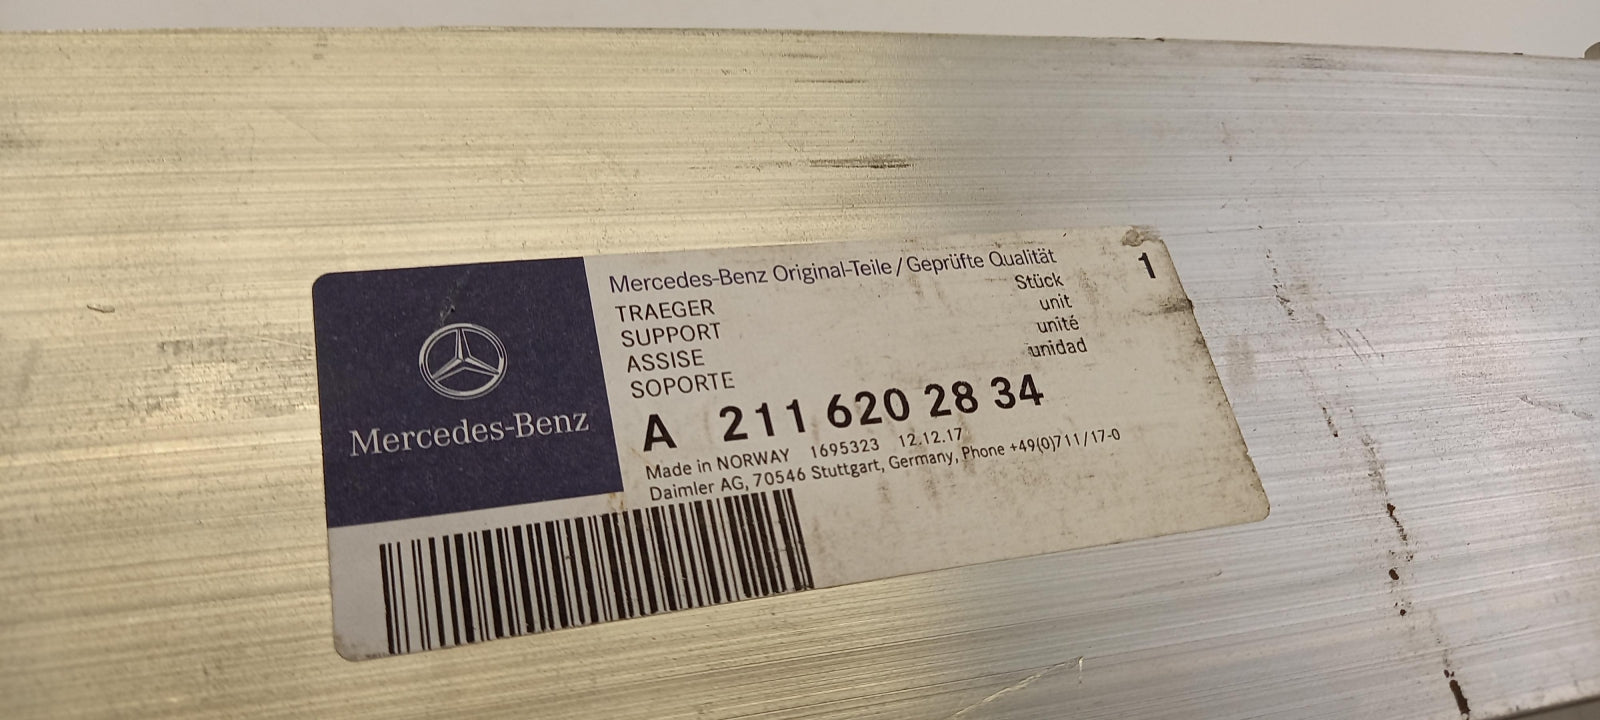 Mercedes-Benz
Mercedes-Benz Original-Teile / Geprüfte Qualität
TRAEGER
SUPPORT
ASSISE
SOPORTE
Stück
unit
unité
unidad
1
A 211 620 28 34
Made in NORWAY 1695323 12.12.17
Daimler AG, 70546 Stuttgart, Germany, Phone +49(0)711/17-0